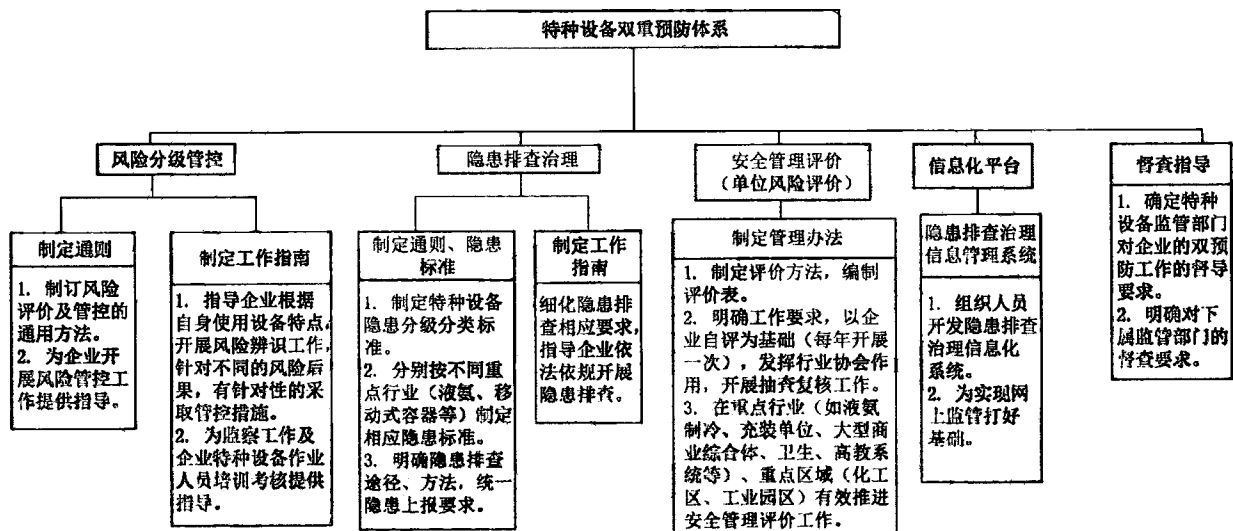 特种设备双重预防体系
风险分级管控
隐患排查治理
安全管理评价
（单位风险评价）
信息化平台
督查指导
制定通则
1. 制订风险
评价及管控的
通用方法。
2. 为企业开
展风险管控工
作提供指导。
制定工作指南
1. 指导企业根据
自身使用设备特点，
开展风险辨识工作，
针对不同的风险后
果，有针对性的采
取管控措施。
2. 为监察工作及
企业特种设备作业
人员培训考核提供
指导。
制定通则、隐患
标准
1. 制定特种设备
隐患分级分类标
准。
2. 分别按不同重
点行业（液氨、移
动式容器等）制定
相应隐患标准。
3. 明确隐患排查
途径、方法，统一
隐患上报要求。
制定工作
指南
细化隐患排
查相应要求，
指导企业依
法依规开展
隐患排查。
制定管理办法
1. 制定评价方法，编制
评价表。
2. 明确工作要求，以企
业自评为基础（每年开展
一次），发挥行业协会作
用，开展抽查复核工作。
3. 在重点行业（如液氨
制冷、充装单位、大型商
业综合体、卫生、高教系
统等）、重点区域（化工
区、工业园区）有效推进
安全管理评价工作。
隐患排查治理
信息管理系统
1. 组织人员
开发隐患排查
治理信息化
系统。
2. 为实现网
上监管打好
基础。
1. 确定特种
设备监管部门
对企业的双预
防工作的督导
要求。
2. 明确对下
属监管部门的
督查要求。